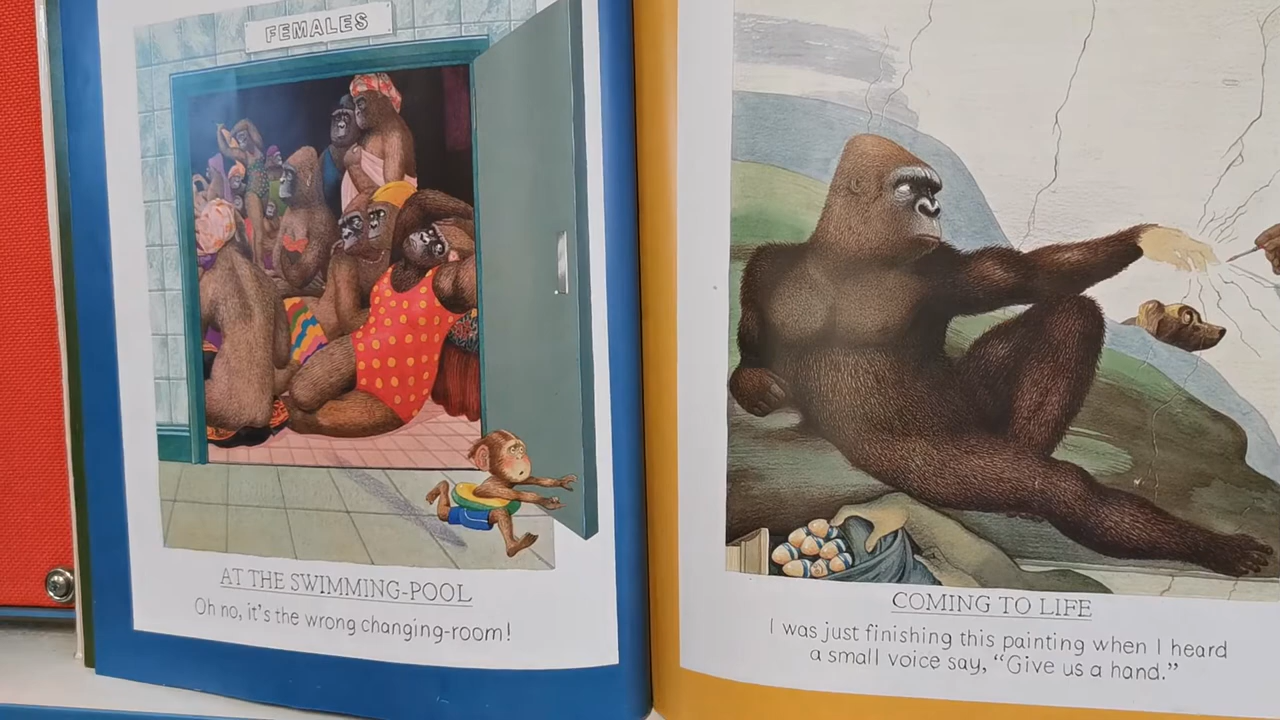 FEMALES
AT THE SWIMMING-POOL
Oh no, it's the wrong changing-room!
COMING TO LIFE
I was just finishing this painting when I heard
a small voice say, "Give us a hand."